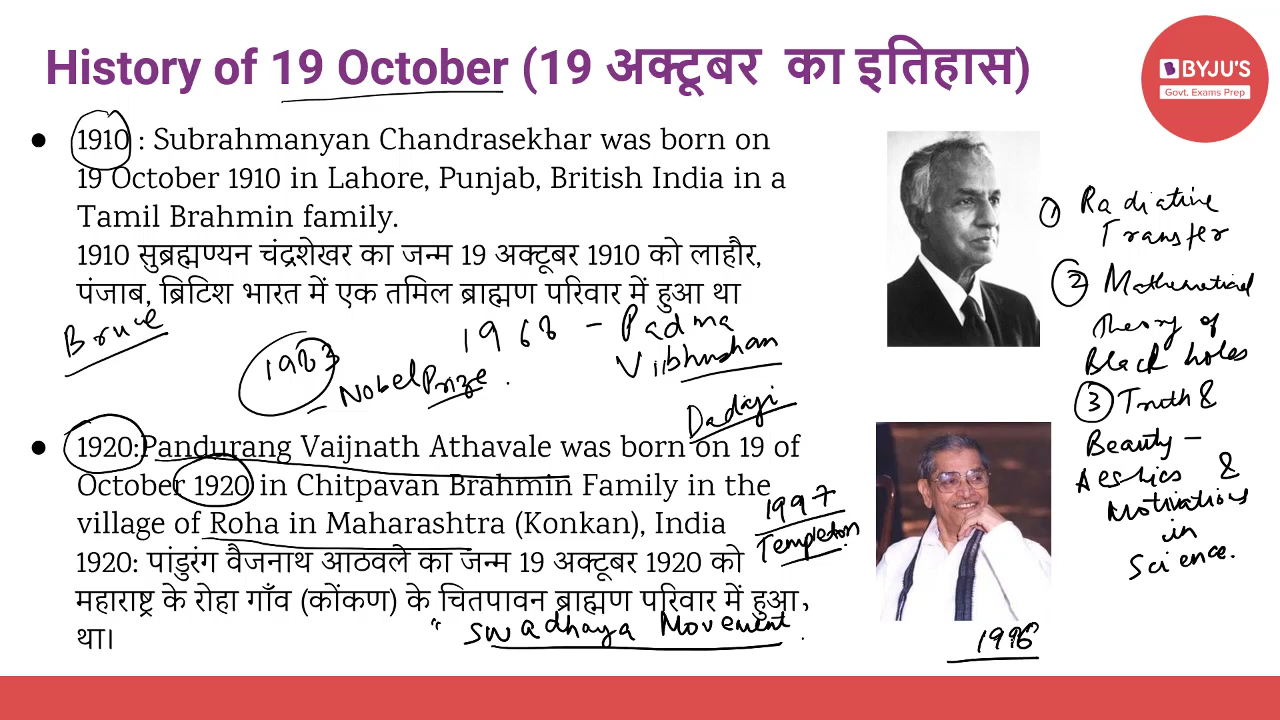 History of 19 October (19 अक्टूबर का इतिहास)
BYJU'S
Govt. Exams Prep
1910 : Subrahmanyan Chandrasekhar was born on
19 October 1910 in Lahore, Punjab, British India in a
Tamil Brahmin family.
1910 सुब्रह्मण्यन चंद्रशेखर का जन्म 19 अक्टूबर 1910 को लाहौर,
पंजाब, ब्रिटिश भारत में एक तमिल ब्राह्मण परिवार में हुआ था
Bruce
1983
Nobel Prize.
1968 - Padma
Vibhushan
Dadaji
1920:Pandurang Vaijnath Athavale was born on 19 of
October 1920 in Chitpavan Brahmin Family in the
village of Roha in Maharashtra (Konkan), India
1920: पांडुरंग वैजनाथ आठवले का जन्म 19 अक्टूबर 1920 को
महाराष्ट्र के रोहा गाँव (कोंकण) के चितपावन ब्राह्मण परिवार में हुआ
था।
1997
Templeton
" Swadhaya Movement.
1996
① Radiative
Transfer
② Mathematical
Theory of
Black holes
③ Truth &
Beauty -
&
Motivations
in
Science.